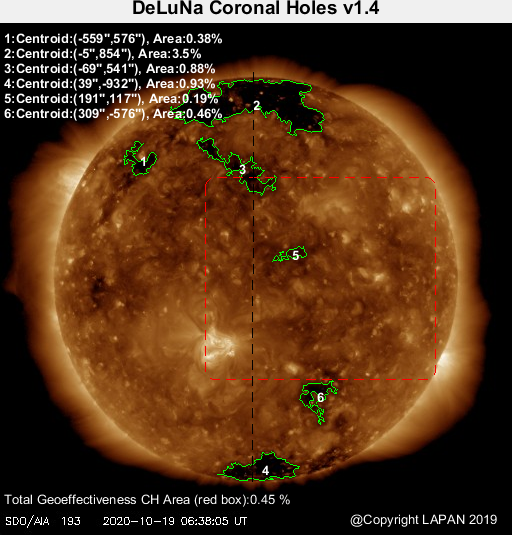 DeLuNa Coronal Holes v1.4
1:Centroid:(-559",576"), Area:0.38%
2:Centroid:(-5",854"), Area:3.5%
3:Centroid:(-69",541"), Area:0.88%
4:Centroid:(39",-932"), Area:0.93%
5:Centroid:(191",117"), Area:0.19%
6:Centroid:(309",-576"), Area:0.46%
2
1
3
5
6
4
Total Geoeffectiveness CH Area (red box):0.45 %
SDO/AIA 193 2020-10-19 06:38:05 UT
@Copyright LAPAN 2019